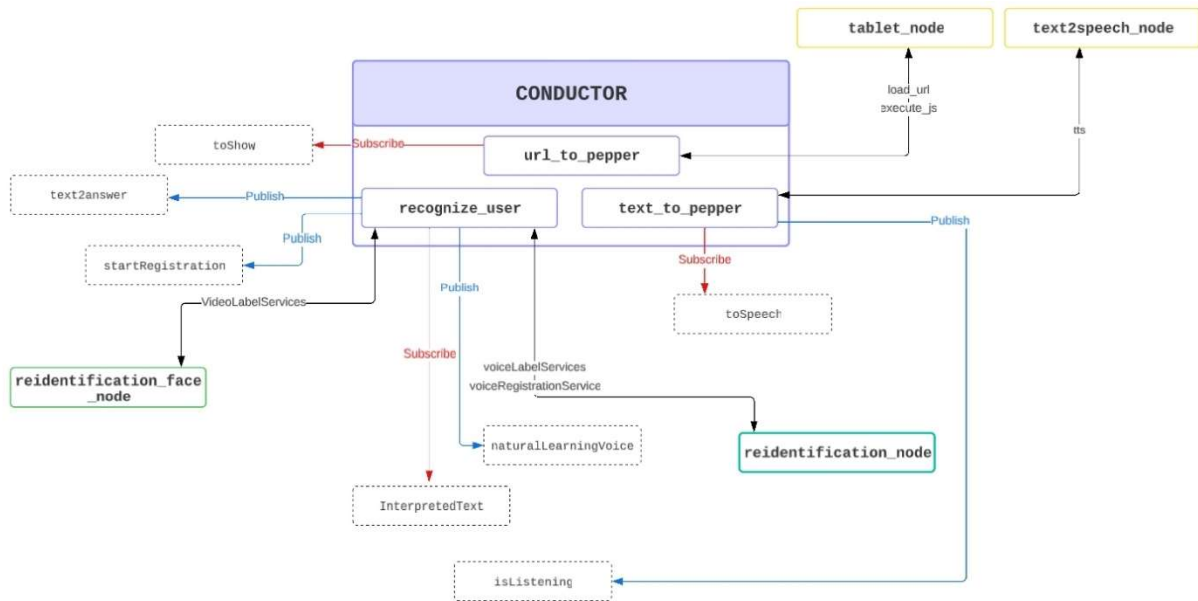 tablet_node
text2speech_node
CONDUCTOR
load_url
execute_js
tts
toShow
Subscribe
url_to_pepper
text2answer
Publish
recognize_user
text_to_pepper
Publish
Publish
startRegistration
Subscribe
Publish
VideoLabelServices
toSpeech
Subscribe
voiceLabelServices
voiceRegistrationService
reidentification_face
_node
naturalLearningVoice
reidentification_node
InterpretedText
isListening